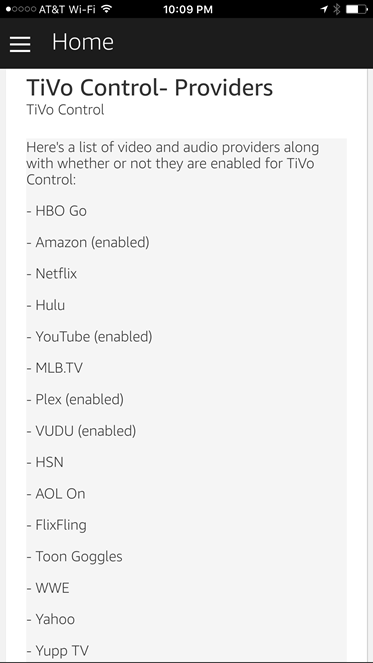 AT&T Wi-Fi 10:09 PM
Home
TiVo Control- Providers
TiVo Control
Here's a list of video and audio providers along
with whether or not they are enabled for TiVo
Control:
- HBO Go
- Amazon (enabled)
- Netflix
- Hulu
- YouTube (enabled)
- MLB.TV
- Plex (enabled)
- VUDU (enabled)
- HSN
- AOL On
- FlixFling
- Toon Goggles
- WWE
- Yahoo
- Yupp TV